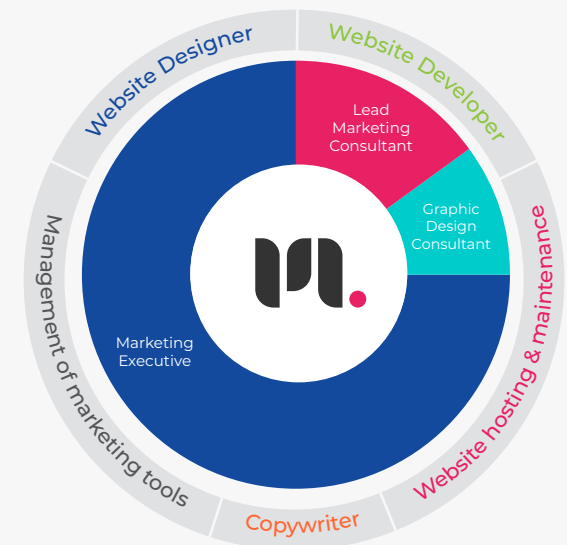 Website Designer
Website Developer
Lead
Marketing
Consultant
Graphic
Design
Consultant
Marketing
Executive
Management of marketing tools
Copywriter
Website hosting & maintenance